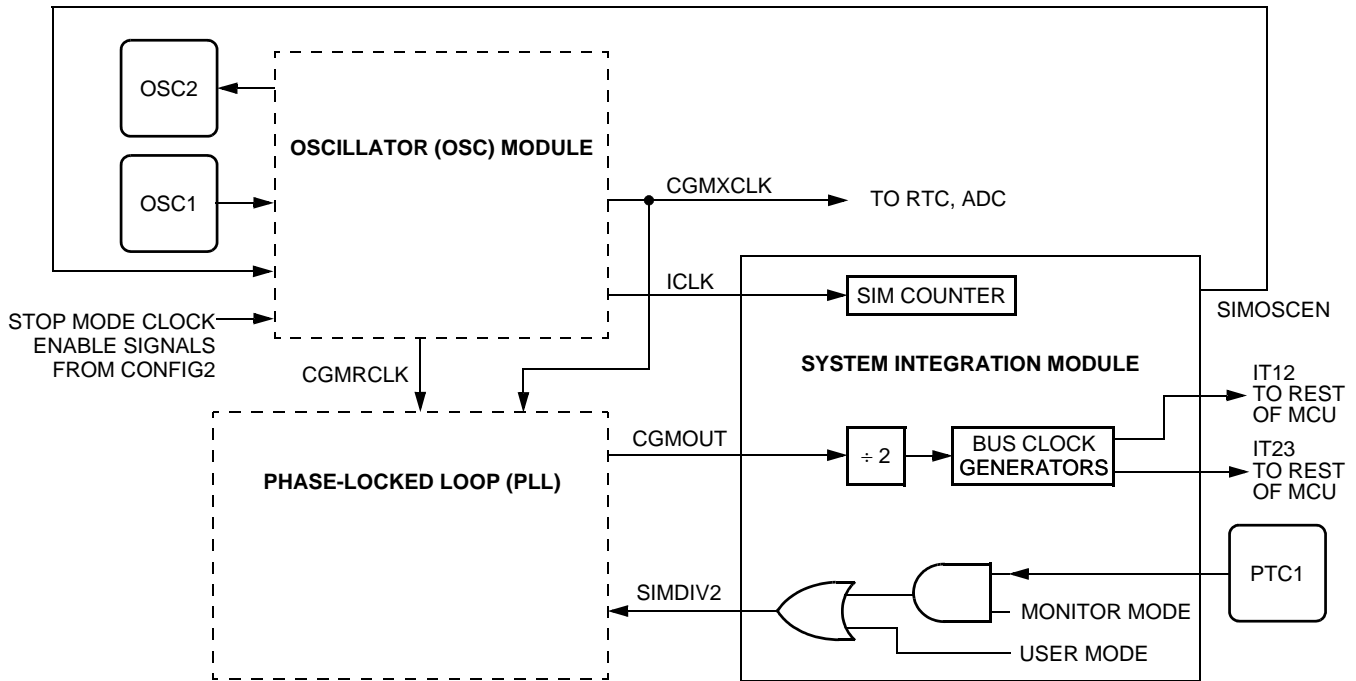 OSC2
OSCILLATOR (OSC) MODULE
OSC1
CGMXCLK
TO RTC, ADC
ICLK
SIM COUNTER
SIMOSCEN
STOP MODE CLOCK
ENABLE SIGNALS
FROM CONFIG2
CGMRCLK
SYSTEM INTEGRATION MODULE
IT12
TO REST
OF MCU
CGMOUT
÷ 2
BUS CLOCK
GENERATORS
IT23
TO REST
OF MCU
PHASE-LOCKED LOOP (PLL)
PTC1
SIMDIV2
MONITOR MODE
USER MODE